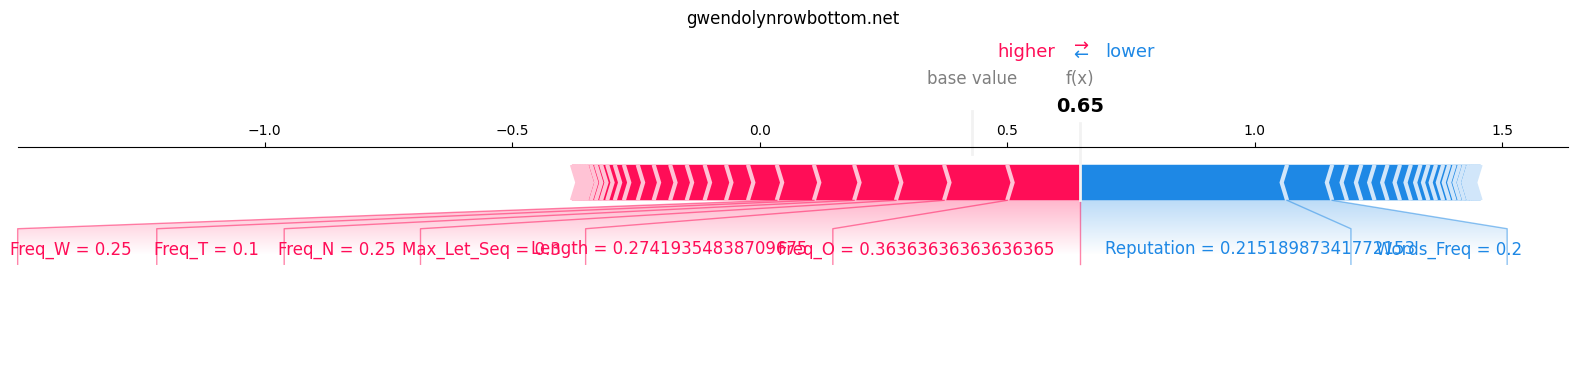 gwendolynrowbottom.net
higher ⇄ lower
base value f(x)
0.65
−1.0 −0.5 0.0 0.5 1.0 1.5
Freq_W = 0.25 Freq_T = 0.1 Freq_N = 0.25 Max_Let_Seq = 0.3 Length = 0.27419354838709675 Freq_O = 0.36363636363636365 Reputation = 0.21518987341772153 Words_Freq = 0.2